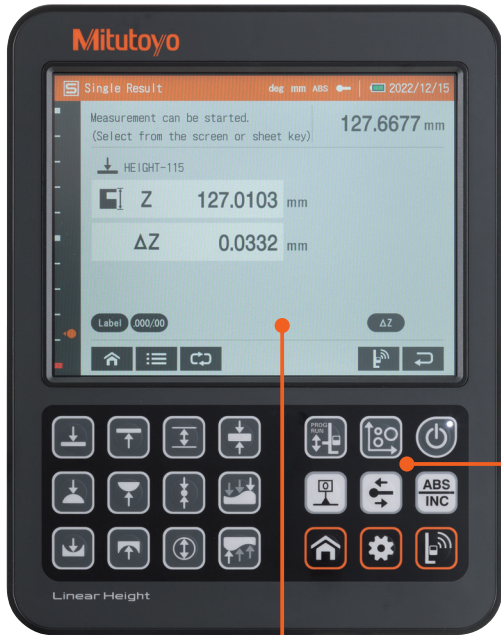 Mitutoyo
S Single Result deg mm ABS 2022/12/15
Measurement can be started.
(Select from the screen or sheet key)
127.6677 mm
HEIGHT-115
Z 127.0103 mm
ΔZ 0.0332 mm
Label .000/.00 ΔZ
PROG
RUN
0
ABS
INC
Linear Height